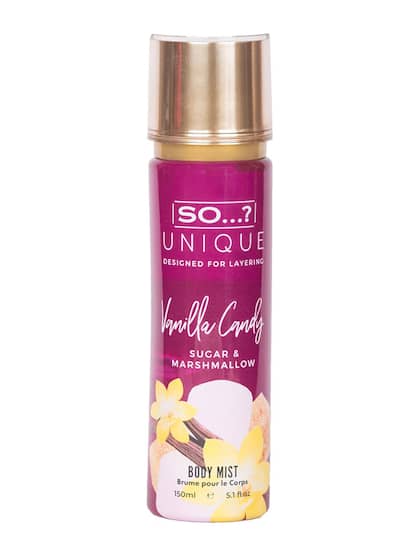 SO...?
UNIQUE
DESIGNED FOR LAYERING
Vanilla Candy
SUGAR &
MARSHMALLOW
BODY MIST
Brume pour le Corps
150ml e 5.1 fl.oz